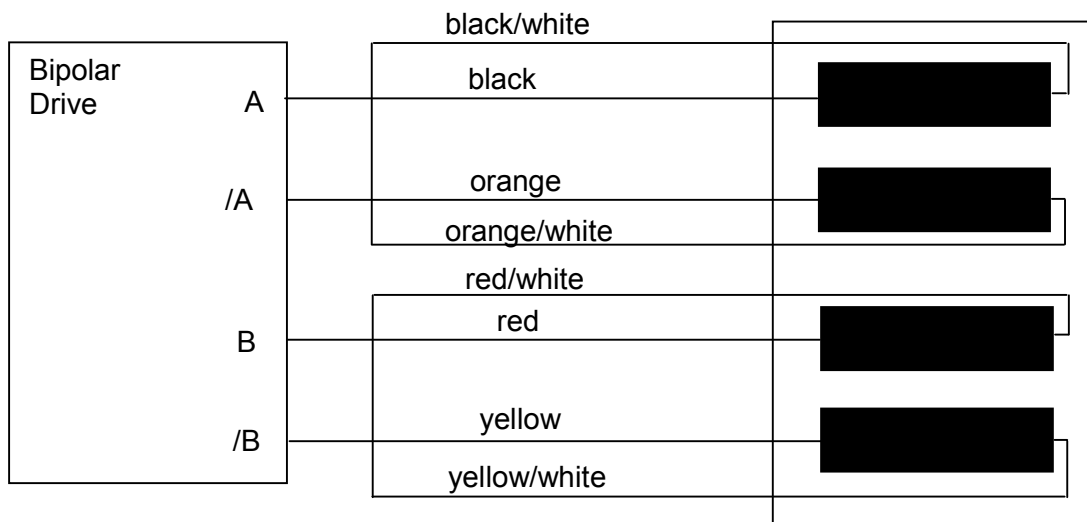 black/white
Bipolar
Drive
A
black
/A
orange
orange/white
red/white
B
red
/B
yellow
yellow/white